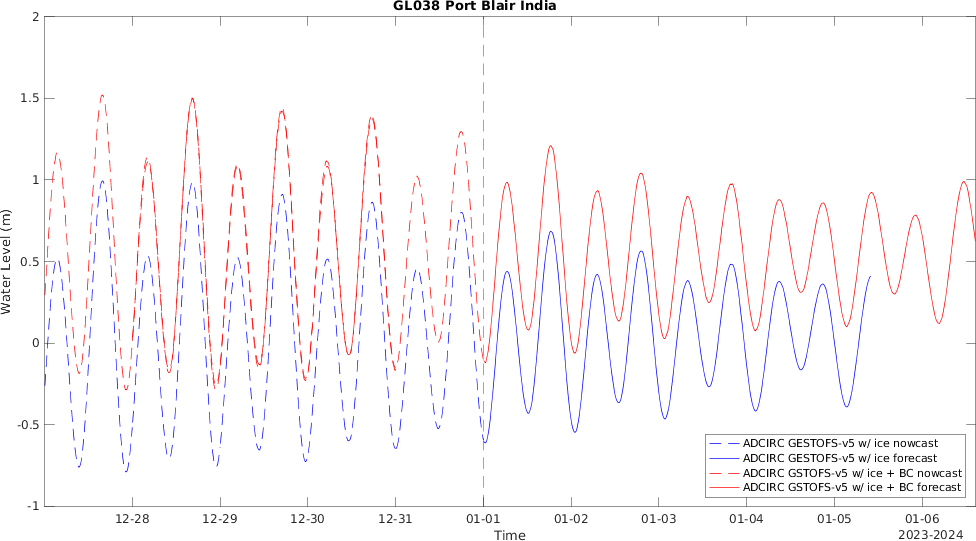 GL038 Port Blair India
2
1.5
1
0.5
0
-0.5
-1
Water Level (m)
12-28
12-29
12-30
12-31
01-01
01-02
01-03
01-04
01-05
01-06
Time
2023-2024
ADCIRC GESTOFS-v5 w/ ice nowcast
ADCIRC GESTOFS-v5 w/ ice forecast
ADCIRC GSTOFS-v5 w/ ice + BC nowcast
ADCIRC GSTOFS-v5 w/ ice + BC forecast